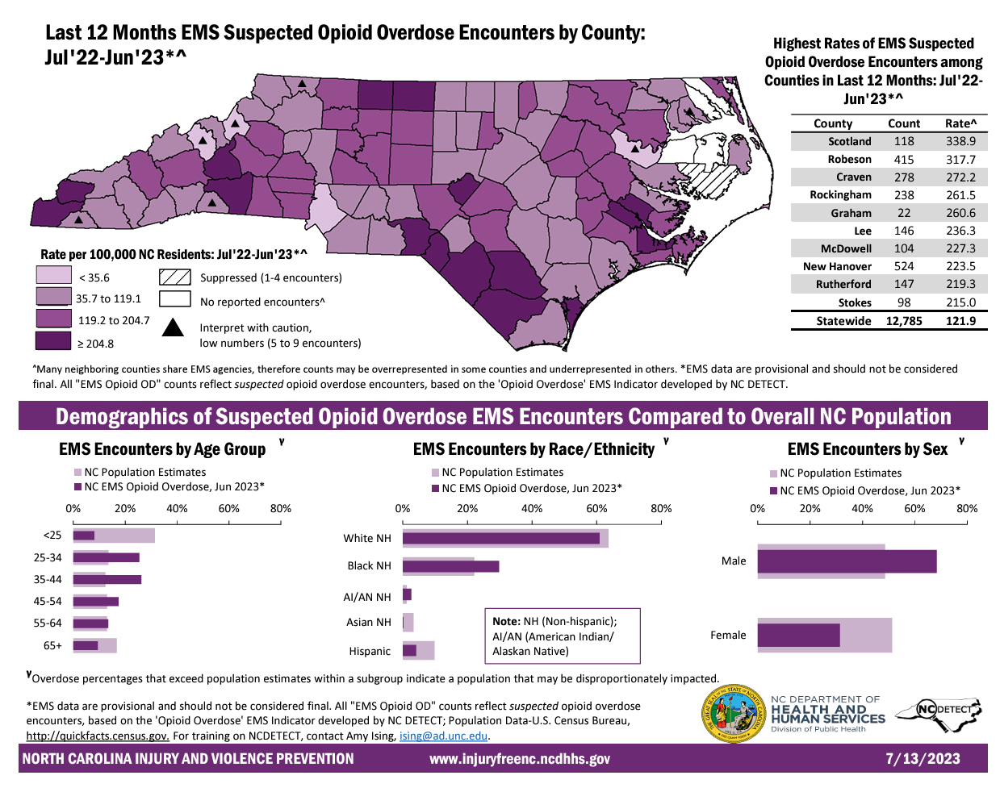 Last 12 Months EMS Suspected Opioid Overdose Encounters by County:
Jul'22-Jun'23*^
Highest Rates of EMS Suspected
Opioid Overdose Encounters among
Counties in Last 12 Months: Jul'22-
Jun'23*^
County Count Rate^
Scotland 118 338.9
Robeson 415 317.7
Craven 278 272.2
Rockingham 238 261.5
Graham 22 260.6
Lee 146 236.3
McDowell 104 227.3
New Hanover 524 223.5
Rutherford 147 219.3
Stokes 98 215.0
Statewide 12,785 121.9
Rate per 100,000 NC Residents: Jul'22-Jun'23*^
< 35.6
35.7 to 119.1
119.2 to 204.7
≥ 204.8
Suppressed (1-4 encounters)
No reported encounters^
Interpret with caution,
low numbers (5 to 9 encounters)
^Many neighboring counties share EMS agencies, therefore counts may be overrepresented in some counties and underrepresented in others. *EMS data are provisional and should not be considered
final. All "EMS Opioid OD" counts reflect suspected opioid overdose encounters, based on the 'Opioid Overdose' EMS Indicator developed by NC DETECT.
Demographics of Suspected Opioid Overdose EMS Encounters Compared to Overall NC Population
EMS Encounters by Age Group ɣ
NC Population Estimates
NC EMS Opioid Overdose, Jun 2023*
0% 20% 40% 60% 80%
<25
25-34
35-44
45-54
55-64
65+
EMS Encounters by Race/Ethnicity ɣ
NC Population Estimates
NC EMS Opioid Overdose, Jun 2023*
0% 20% 40% 60% 80%
White NH
Black NH
AI/AN NH
Asian NH
Hispanic
Note: NH (Non-hispanic);
AI/AN (American Indian/
Alaskan Native)
EMS Encounters by Sex ɣ
NC Population Estimates
NC EMS Opioid Overdose, Jun 2023*
0% 20% 40% 60% 80%
Male
Female
ɣOverdose percentages that exceed population estimates within a subgroup indicate a population that may be disproportionately impacted.
*EMS data are provisional and should not be considered final. All "EMS Opioid OD" counts reflect suspected opioid overdose
encounters, based on the 'Opioid Overdose' EMS Indicator developed by NC DETECT; Population Data-U.S. Census Bureau,
http://quickfacts.census.gov. For training on NCDETECT, contact Amy Ising, ising@ad.unc.edu.
NC DEPARTMENT OF
HEALTH AND
HUMAN SERVICES
Division of Public Health
NC DETECT
NORTH CAROLINA INJURY AND VIOLENCE PREVENTION www.injuryfreenc.ncdhhs.gov 7/13/2023